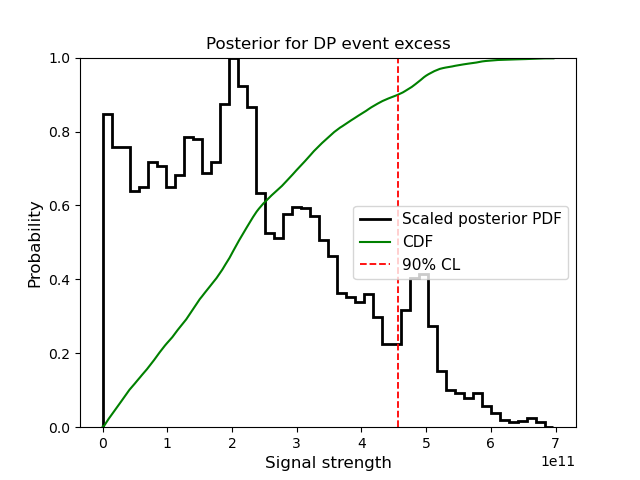 Posterior for DP event excess
Probability
1.0
0.8
0.6
0.4
0.2
0.0
Scaled posterior PDF
CDF
90% CL
0 1 2 3 4 5 6 7
1e11
Signal strength